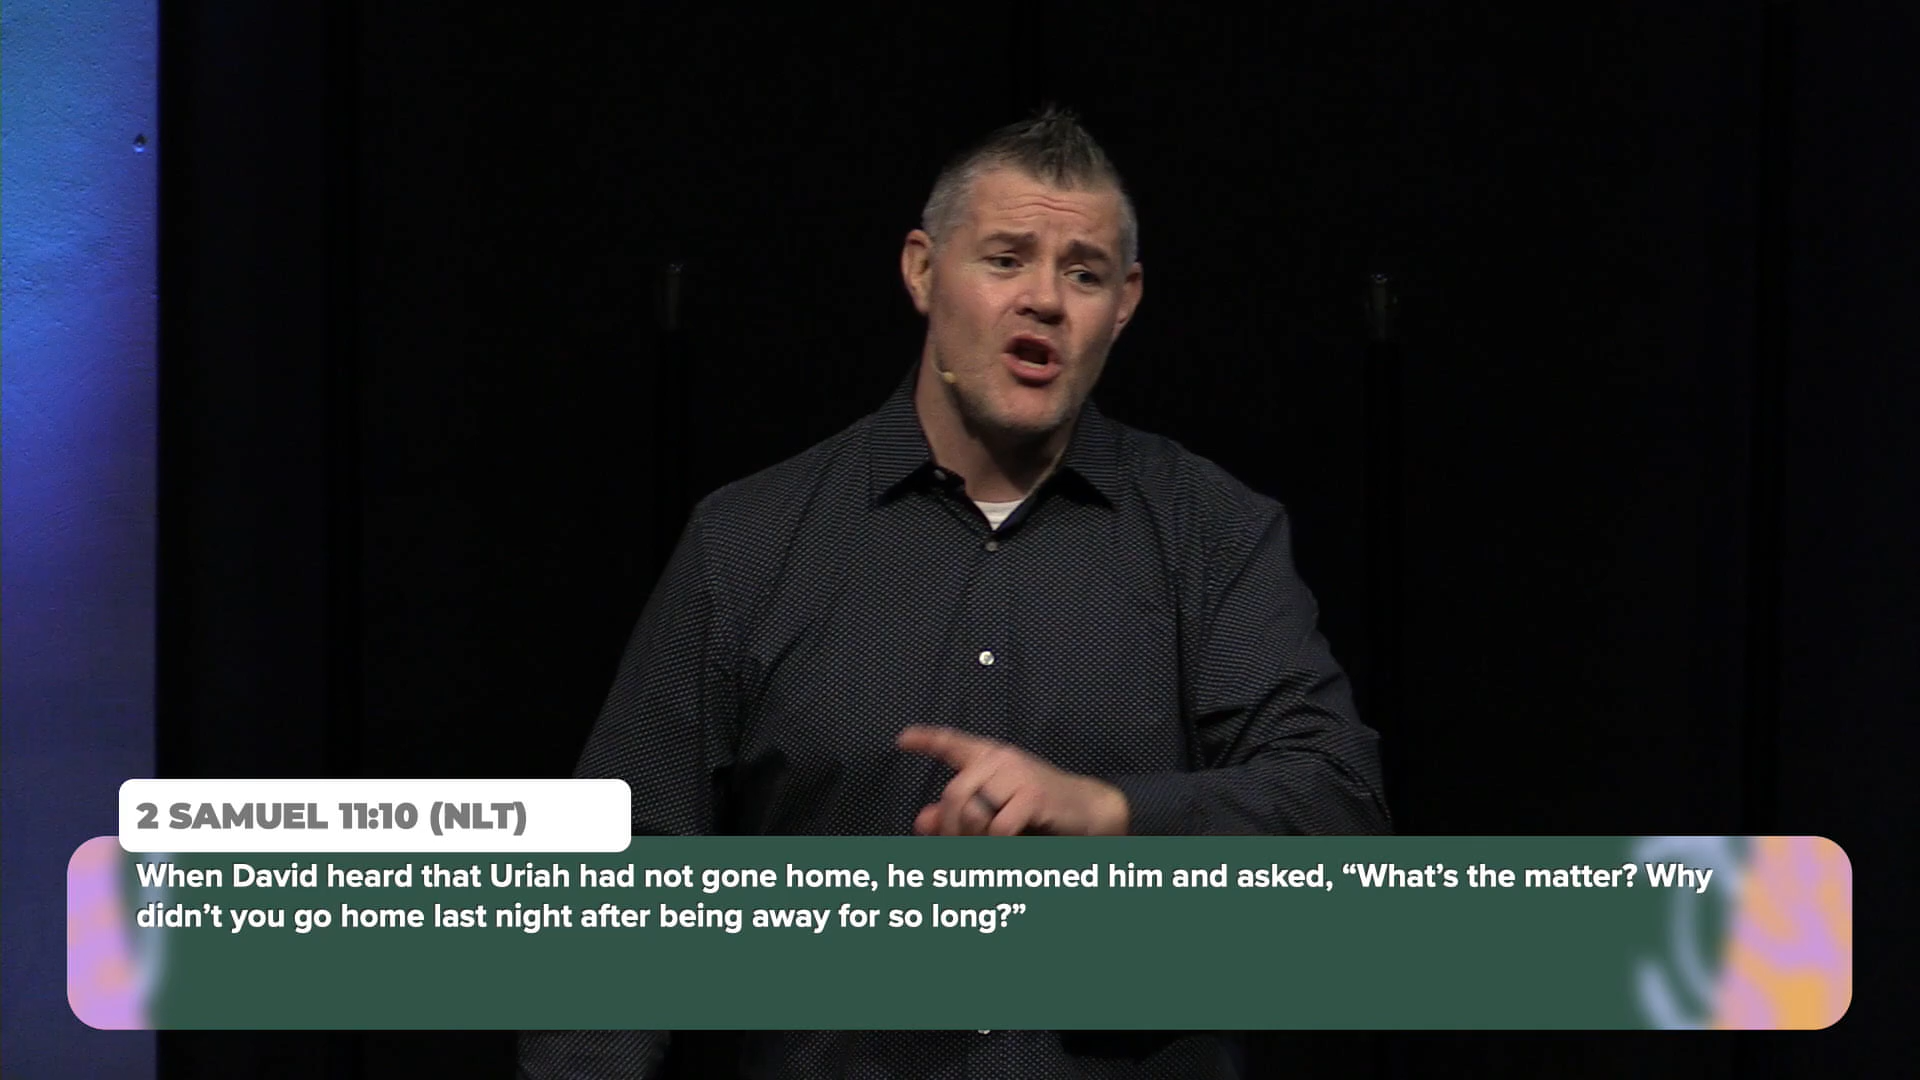 2 SAMUEL 11:10 (NLT)
When David heard that Uriah had not gone home, he summoned him and asked, “What’s the matter? Why
didn’t you go home last night after being away for so long?”